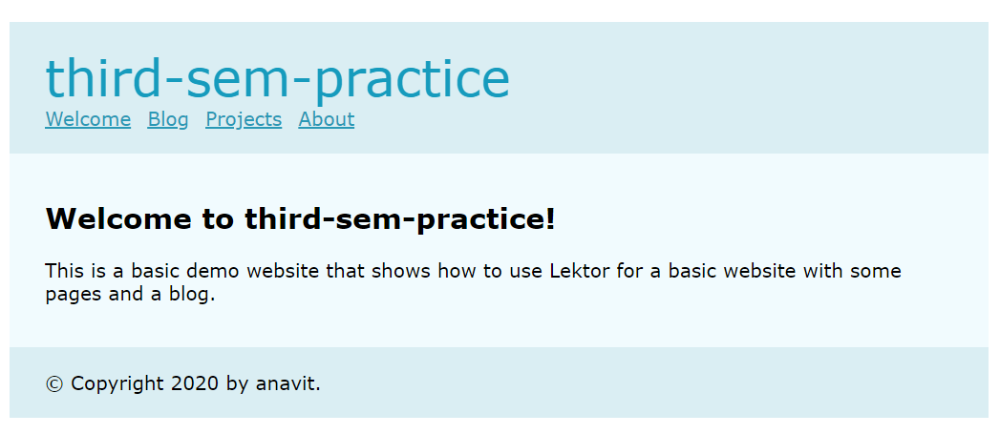 third-sem-practice
Welcome Blog Projects About
Welcome to third-sem-practice!
This is a basic demo website that shows how to use Lektor for a basic website with some
pages and a blog.
© Copyright 2020 by anavit.